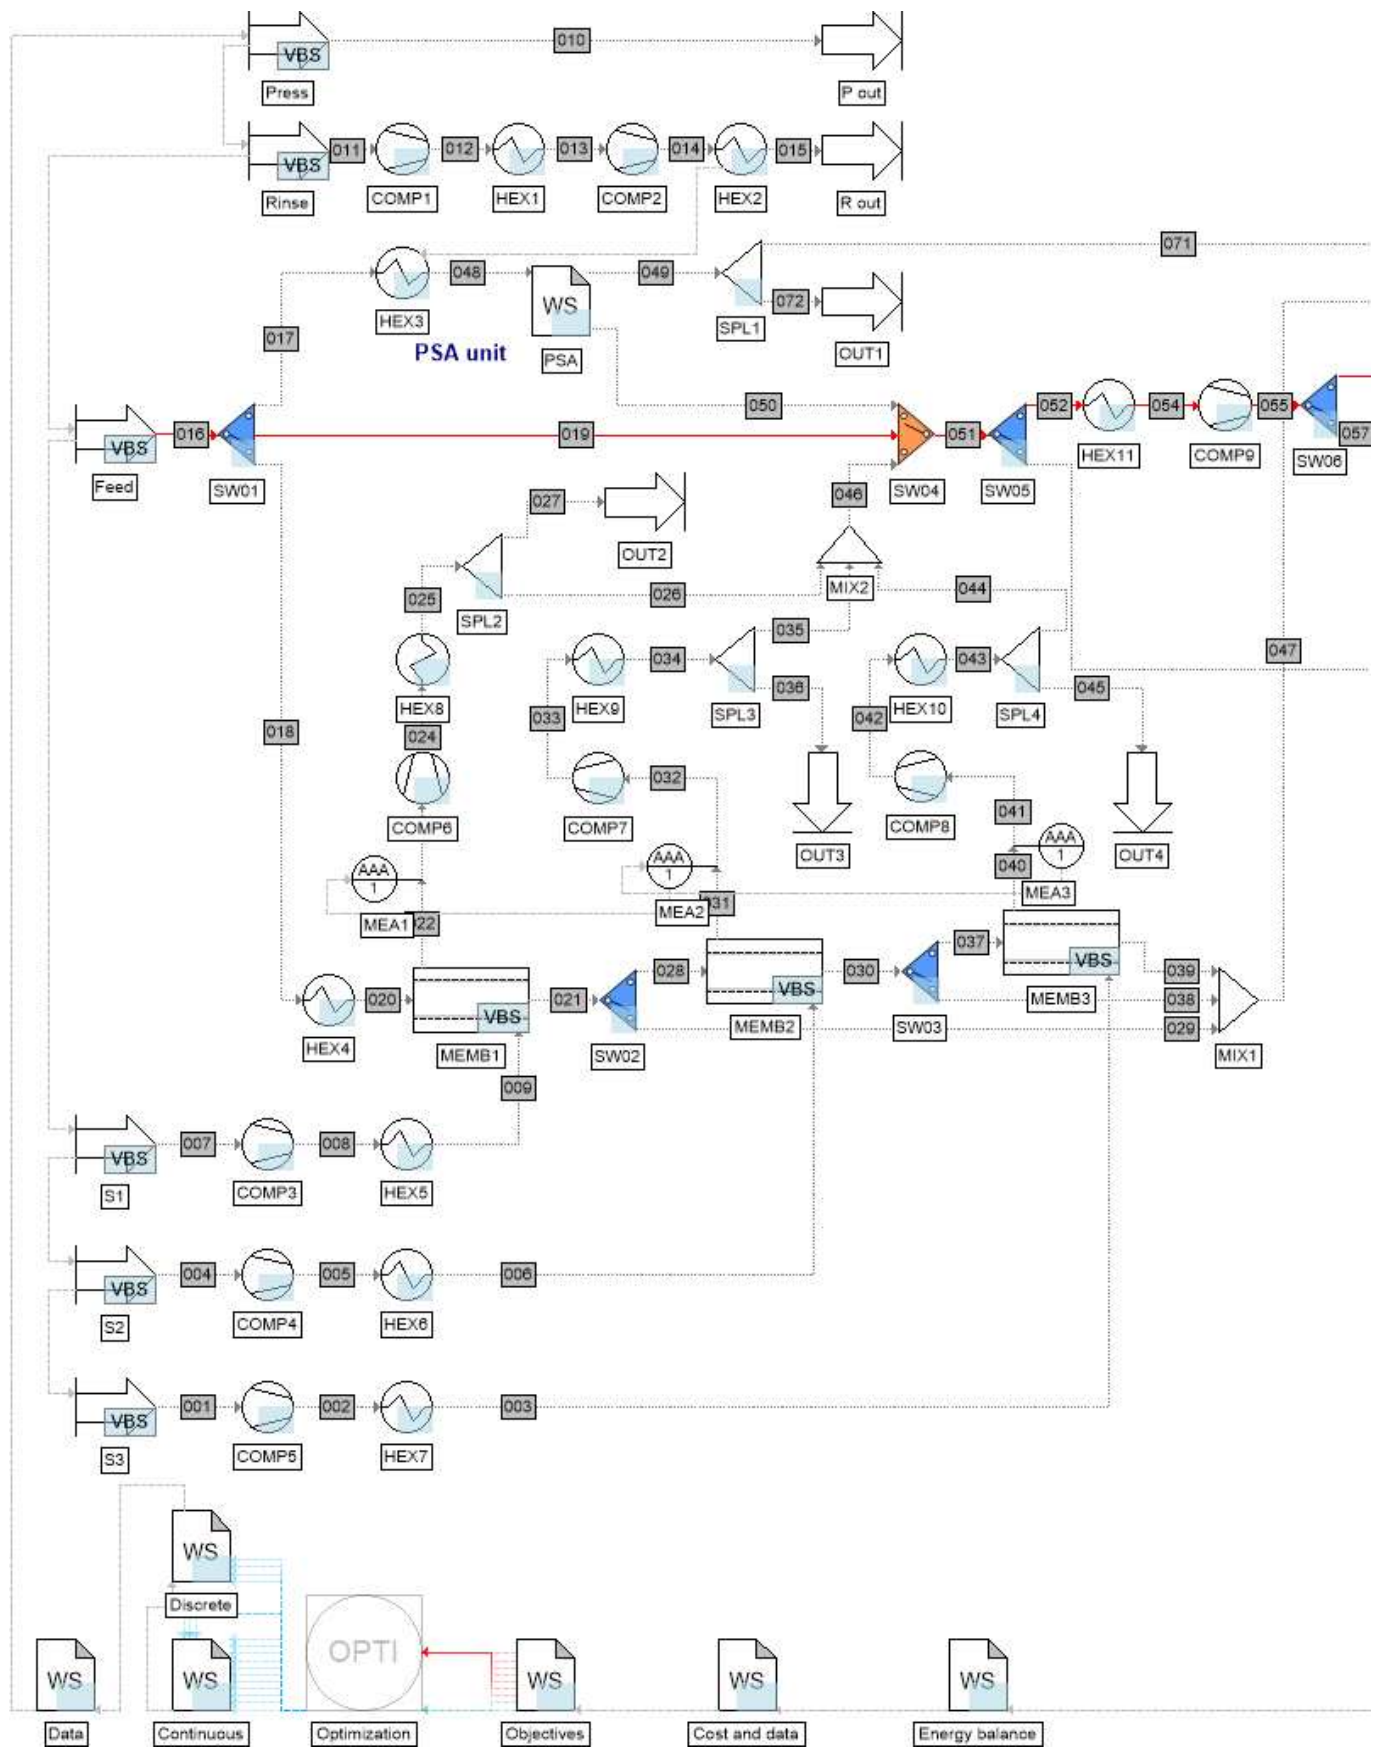 010
VBS
Press
P out
VBS
Rinse
011
COMP1
012
HEX1
013
COMP2
014
HEX2
015
R out
071
HEX3
048
WS
PSA
049
SPL1
072
OUT1
017
PSA unit
050
VBS
Feed
016
SW01
019
SW04
051
SW05
052
HEX11
054
COMP9
055
SW06
057
046
027
OUT2
MIX2
025
SPL2
026
044
035
HEX8
HEX9
034
SPL3
036
HEX10
043
SPL4
045
047
018
024
033
042
COMP6
COMP7
032
COMP8
041
OUT3
OUT4
AAA
1
MEA1
022
AAA
1
MEA2
031
AAA
1
MEA3
040
HEX4
020
VBS
MEMB1
021
SW02
028
VBS
MEMB2
030
SW03
037
VBS
MEMB3
039
038
029
MIX1
009
VBS
S1
007
COMP3
008
HEX5
VBS
S2
004
COMP4
005
HEX6
006
VBS
S3
001
COMP5
002
HEX7
003
WS
Discrete
WS
Data
WS
Continuous
OPTI
Optimization
WS
Objectives
WS
Cost and data
WS
Energy balance